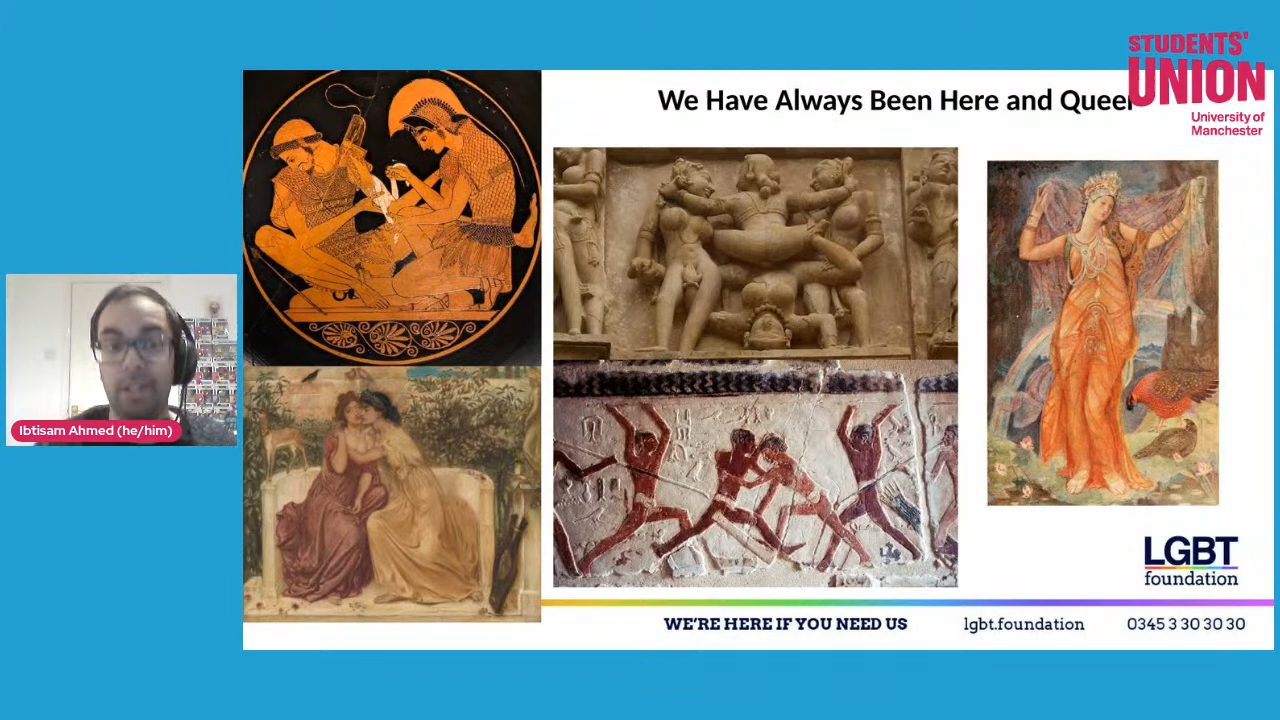 STUDENTS'
UNION
University of
Manchester
We Have Always Been Here and Queer
Ibtisam Ahmed (he/him)
LGBT
foundation
WE'RE HERE IF YOU NEED US
lgbt.foundation
0345 3 30 30 30